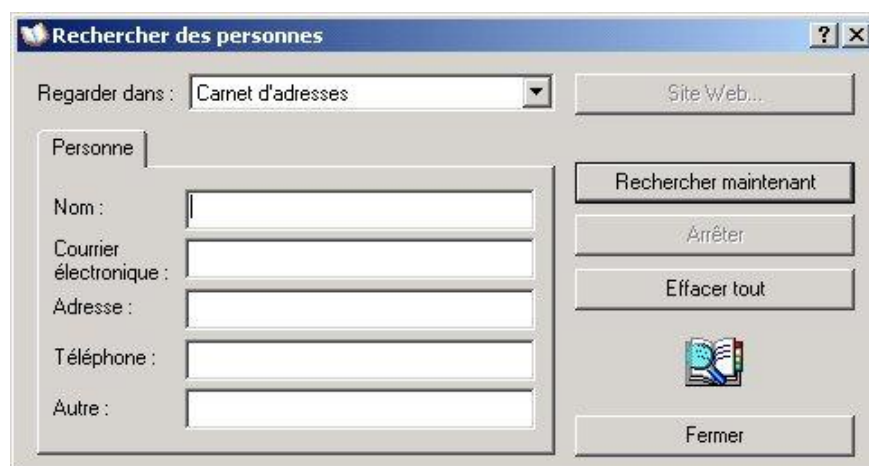 Rechercher des personnes
Regarder dans : Carnet d'adresses
Site Web...
Personne
Nom :
Courrier
électronique :
Adresse :
Téléphone :
Autre :
Rechercher maintenant
Arrêter
Effacer tout
Fermer